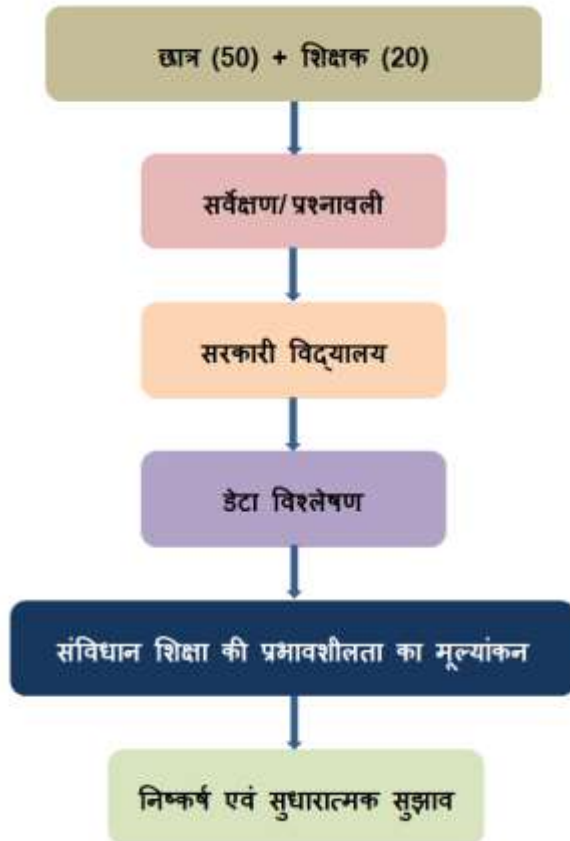 छात्र (50) + शिक्षक (20)
सर्वेक्षण/ प्रश्नावली
सरकारी विद्‌यालय
डेटा विश्लेषण
संविधान शिक्षा की प्रभावशीलता का मूल्यांकन
निष्कर्ष एवं सुधारात्मक सुझाव